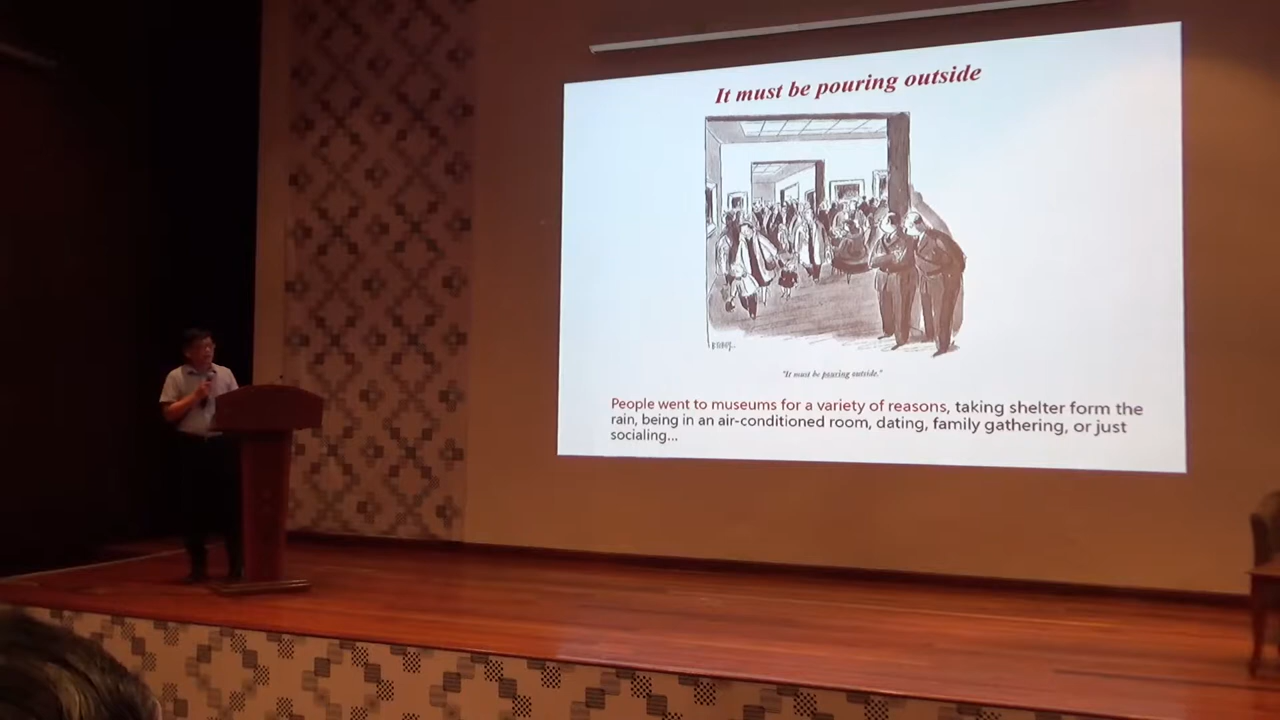 It must be pouring outside
"It must be pouring outside."
People went to museums for a variety of reasons, taking shelter form the
rain, being in an air-conditioned room, dating, family gathering, or just
socialing...